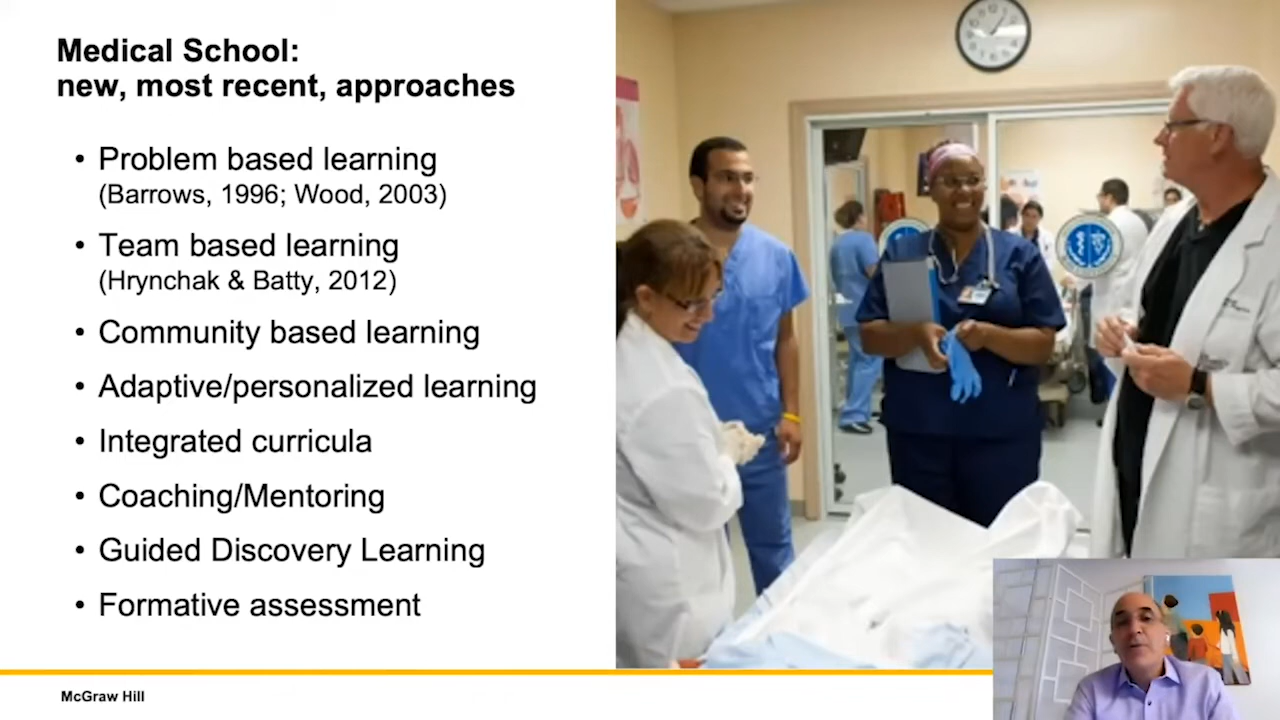 Medical School:
new, most recent, approaches
• Problem based learning
(Barrows, 1996; Wood, 2003)
• Team based learning
(Hrynchak & Batty, 2012)
• Community based learning
• Adaptive/personalized learning
• Integrated curricula
• Coaching/Mentoring
• Guided Discovery Learning
• Formative assessment
McGraw Hill